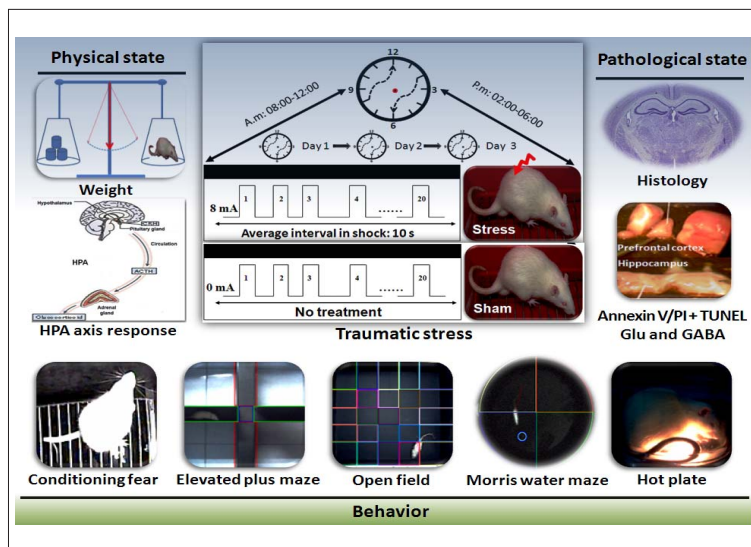 Physical state
Weight
Hypothalamus
CRH
Pituitary gland
Circulation
HPA
ACTH
Adrenal gland
Glucocorticoid
HPA axis response
12
9
3
6
A.m: 08:00-12:00
P.m: 02:00-06:00
Day 1
Day 2
Day 3
8 mA
1 2 3 4 ...... 20
Average interval in shock: 10 s
Stress
0 mA
1 2 3 4 ...... 20
No treatment
Sham
Traumatic stress
Pathological state
Histology
Prefrontal cortex
Hippocampus
Annexin V/PI + TUNEL
Glu and GABA
Conditioning fear
Elevated plus maze
Open field
Morris water maze
Hot plate
Behavior